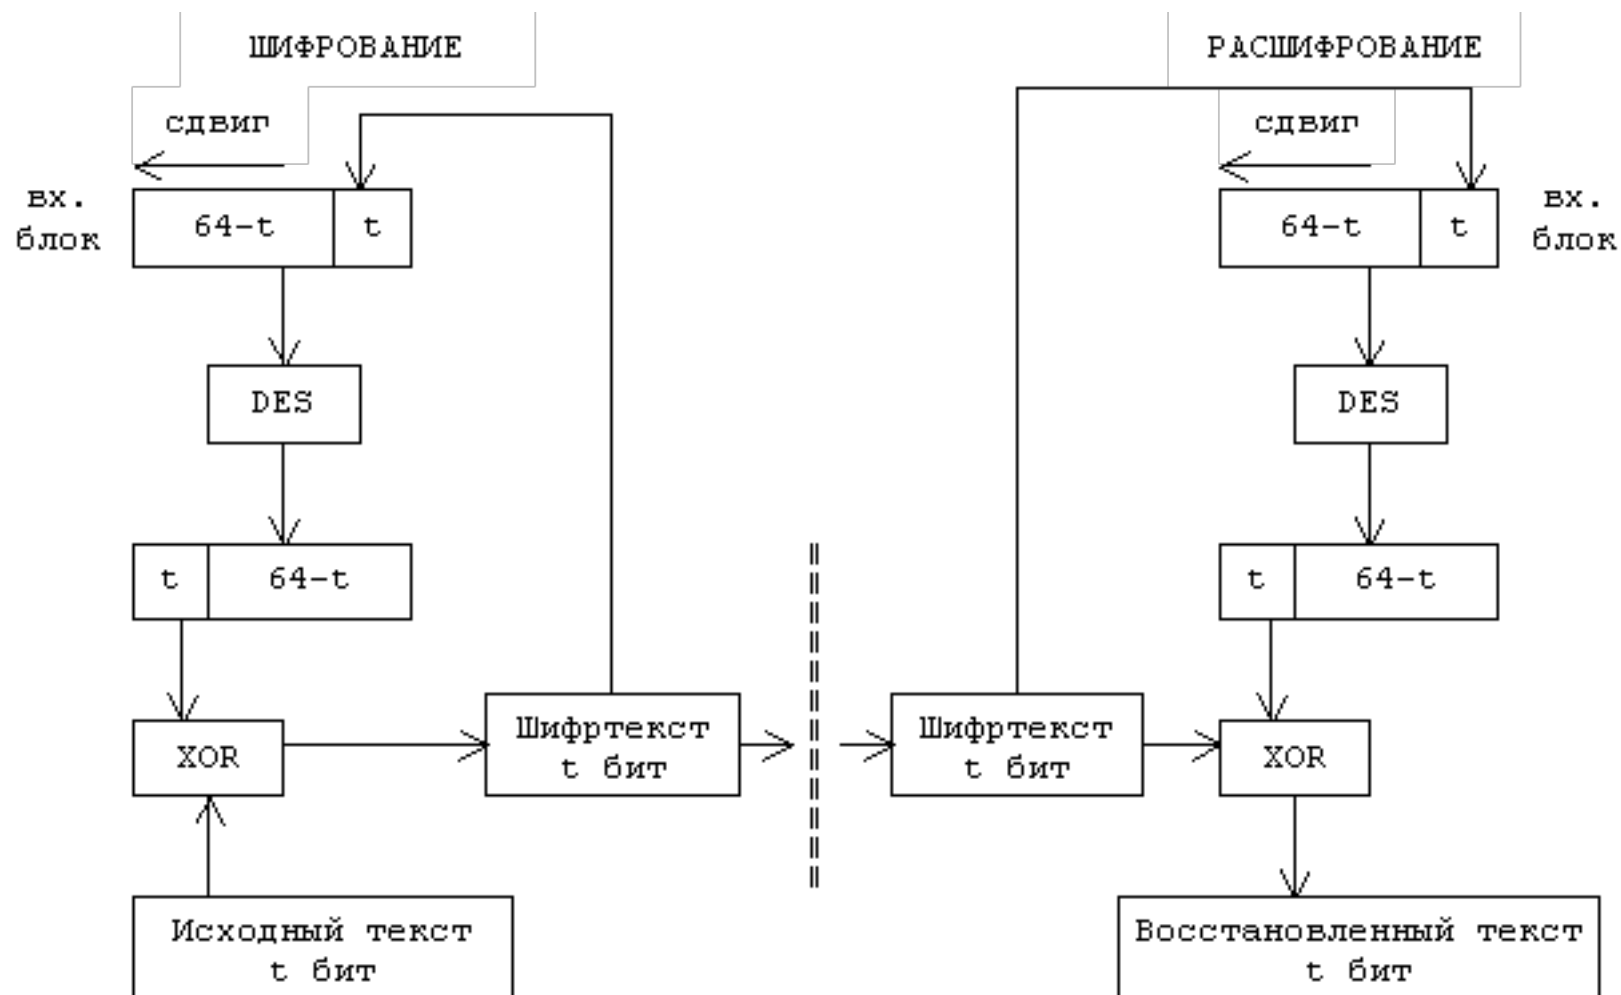 ШИФРОВАНИЕ
сдвиг
вх.
блок
64-t
t
DES
t
64-t
XOR
Шифртекст
t бит
Исходный текст
t бит
РАСШИФРОВАНИЕ
сдвиг
64-t
t
вх.
блок
DES
t
64-t
Шифртекст
t бит
XOR
Восстановленный текст
t бит